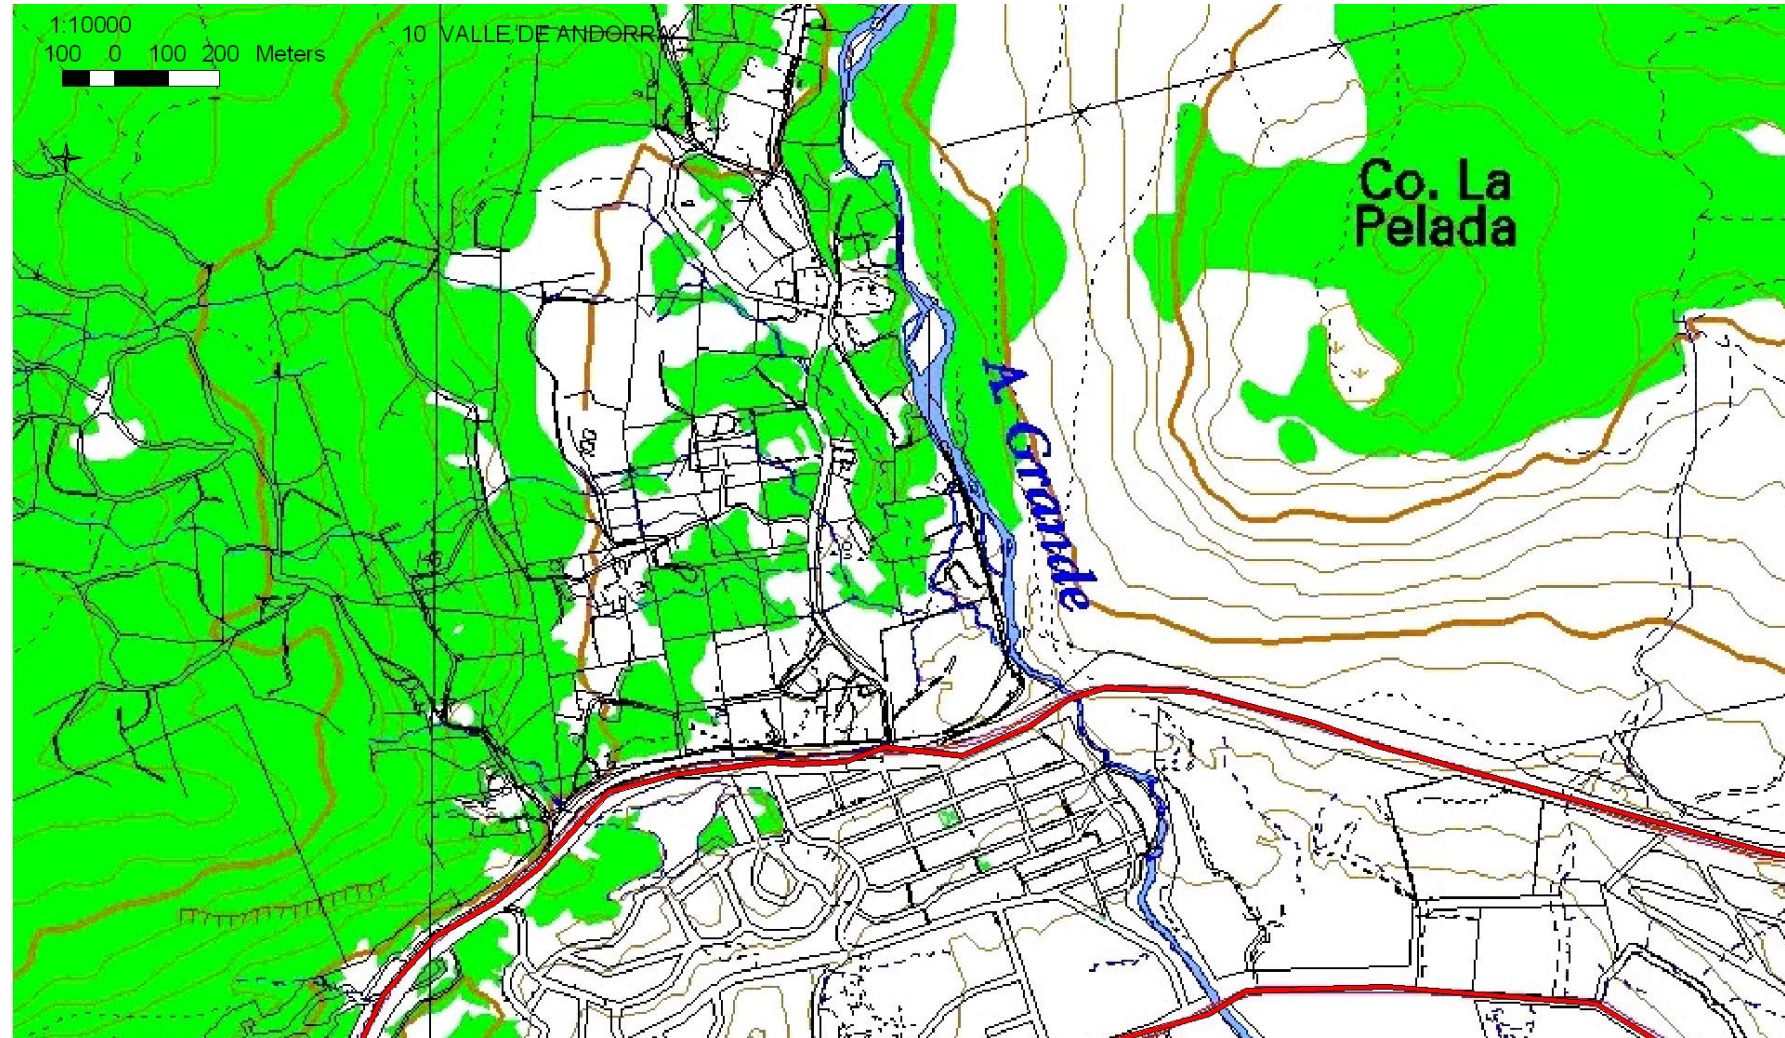 1:10000
10 VALLE DE ANDORRA
100 0 100 200 Meters
Co. La
Pelada
A Grande